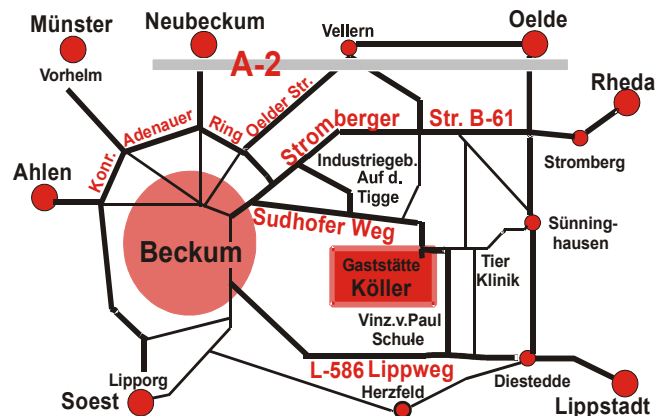 Münster
Neubeckum
Oelde
Vellern
A-2
Vorhelm
Rheda
Konr. Adenauer Ring
Oelder Str.
Stromberger Str. B-61
Stromberg
Industriegeb.
Auf d.
Tigge
Ahlen
Sudhofer Weg
Sünning-
hausen
Beckum
Gaststätte
Köller
Tier
Klinik
Vinz.v.Paul
Schule
L-586 Lippweg
Lipporg
Diestedde
Soest
Herzfeld
Lippstadt